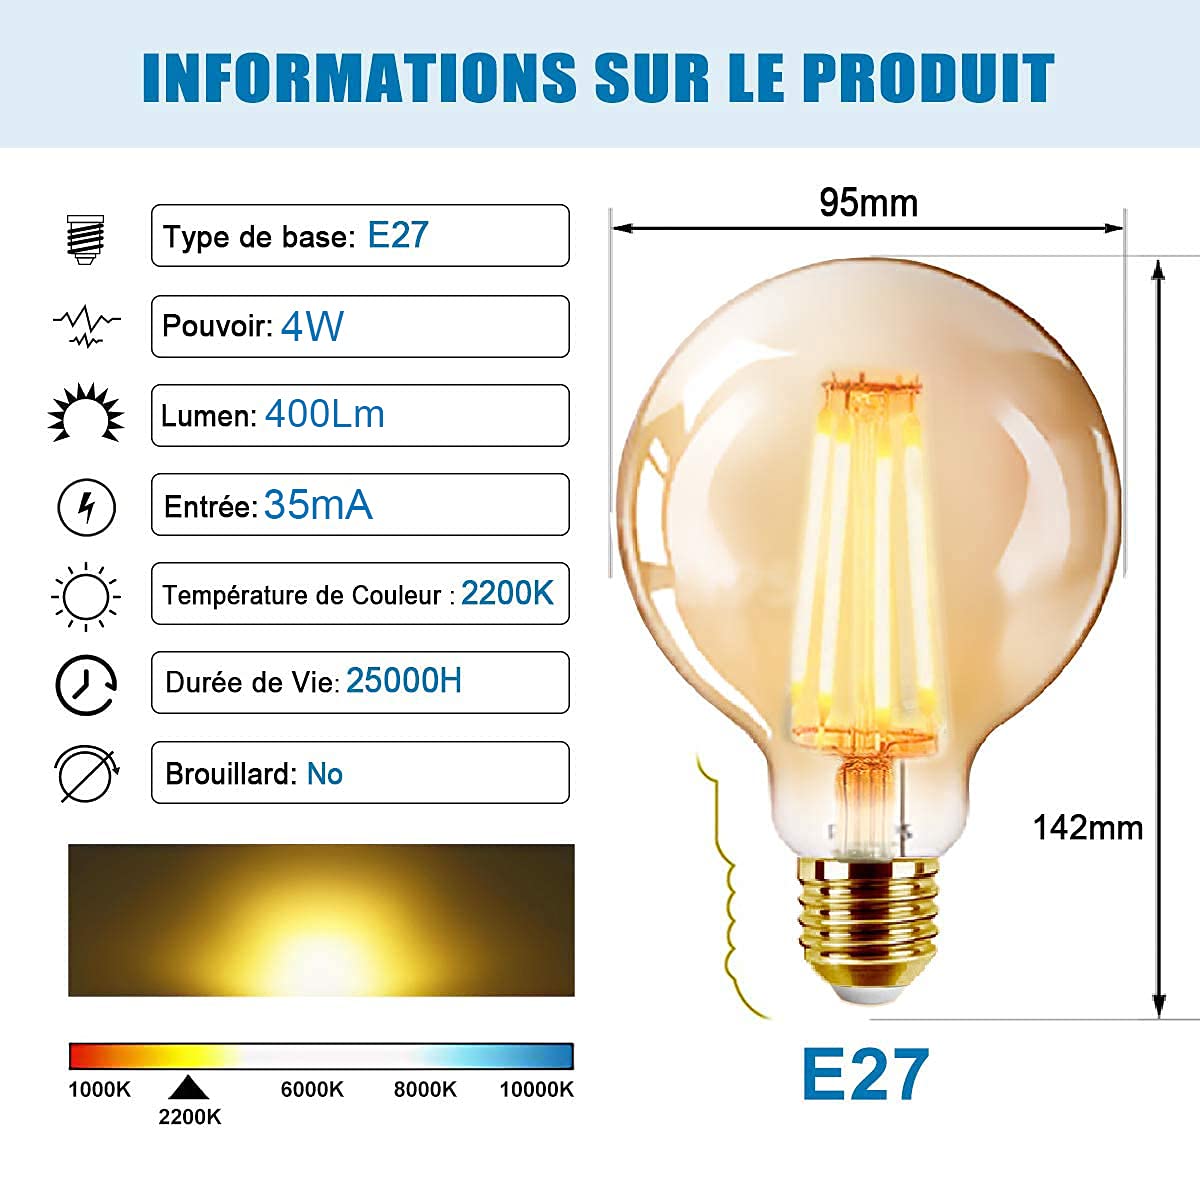 INFORMATIONS SUR LE PRODUIT
Type de base: E27
Pouvoir: 4W
Lumen: 400Lm
Entrée: 35mA
Température de Couleur : 2200K
Durée de Vie: 25000H
Brouillard: No
1000K 6000K 8000K 10000K
2200K
95mm
142mm
E27